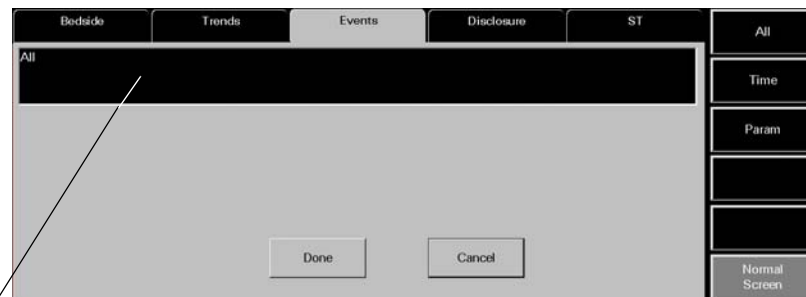 Bedside
Trends
Events
Disclosure
ST
All
Done
Cancel
All
Time
Param
Normal
Screen